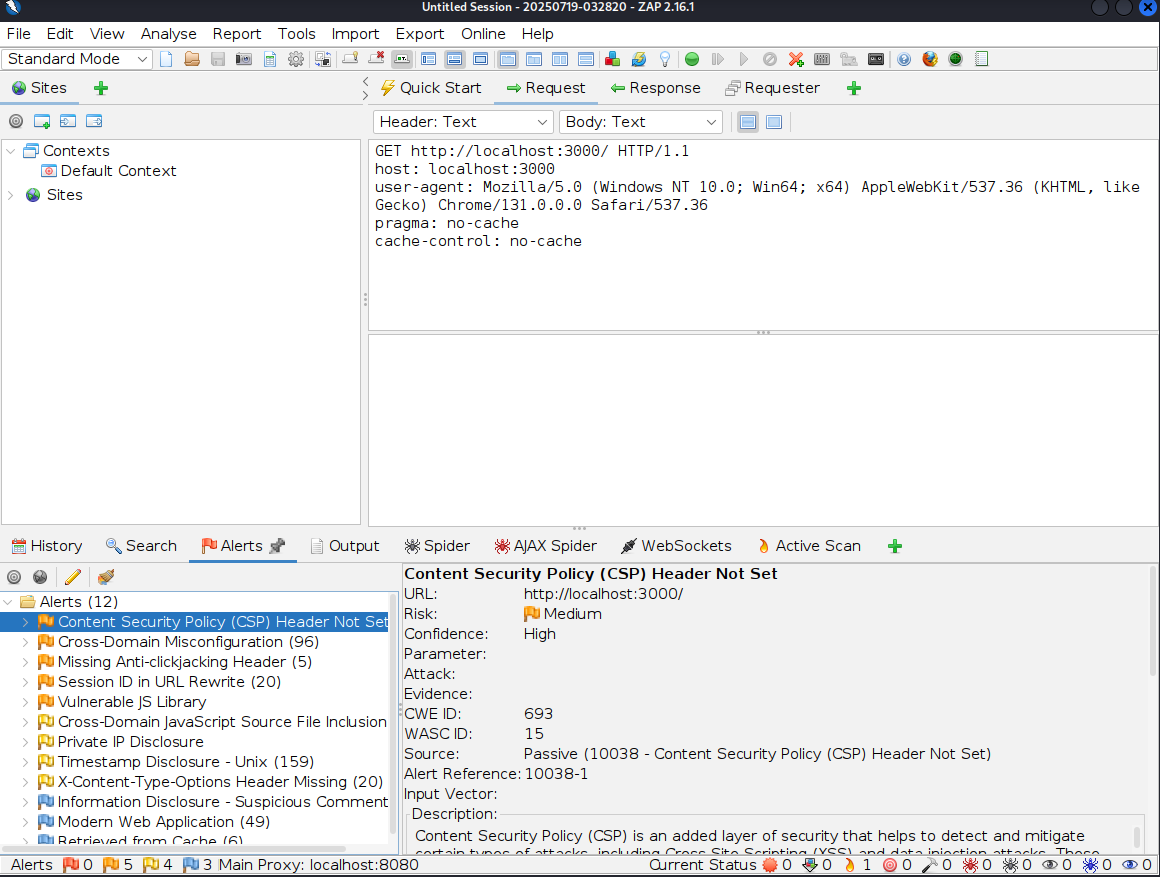 Untitled Session - 20250719-032820 - ZAP 2.16.1
File Edit View Analyse Report Tools Import Export Online Help
Standard Mode
Sites
Quick Start Request Response Requester
Header: Text Body: Text
Contexts
Default Context
Sites
GET http://localhost:3000/ HTTP/1.1
host: localhost:3000
user-agent: Mozilla/5.0 (Windows NT 10.0; Win64; x64) AppleWebKit/537.36 (KHTML, like
Gecko) Chrome/131.0.0.0 Safari/537.36
pragma: no-cache
cache-control: no-cache
History Search Alerts Output Spider AJAX Spider WebSockets Active Scan
Alerts (12)
Content Security Policy (CSP) Header Not Set
Cross-Domain Misconfiguration (96)
Missing Anti-clickjacking Header (5)
Session ID in URL Rewrite (20)
Vulnerable JS Library
Cross-Domain JavaScript Source File Inclusion
Private IP Disclosure
Timestamp Disclosure - Unix (159)
X-Content-Type-Options Header Missing (20)
Information Disclosure - Suspicious Comment
Modern Web Application (49)
Retrieved from Cache (6)
Content Security Policy (CSP) Header Not Set
URL: http://localhost:3000/
Risk: Medium
Confidence: High
Parameter:
Attack:
Evidence:
CWE ID: 693
WASC ID: 15
Source: Passive (10038 - Content Security Policy (CSP) Header Not Set)
Alert Reference: 10038-1
Input Vector:
Description:
Content Security Policy (CSP) is an added layer of security that helps to detect and mitigate
certain types of attacks, including Cross Site Scripting (XSS) and data injection attacks. These
Alerts 0 5 4 3 Main Proxy: localhost:8080
Current Status 0 0 1 0 0 0 0 0 0 0